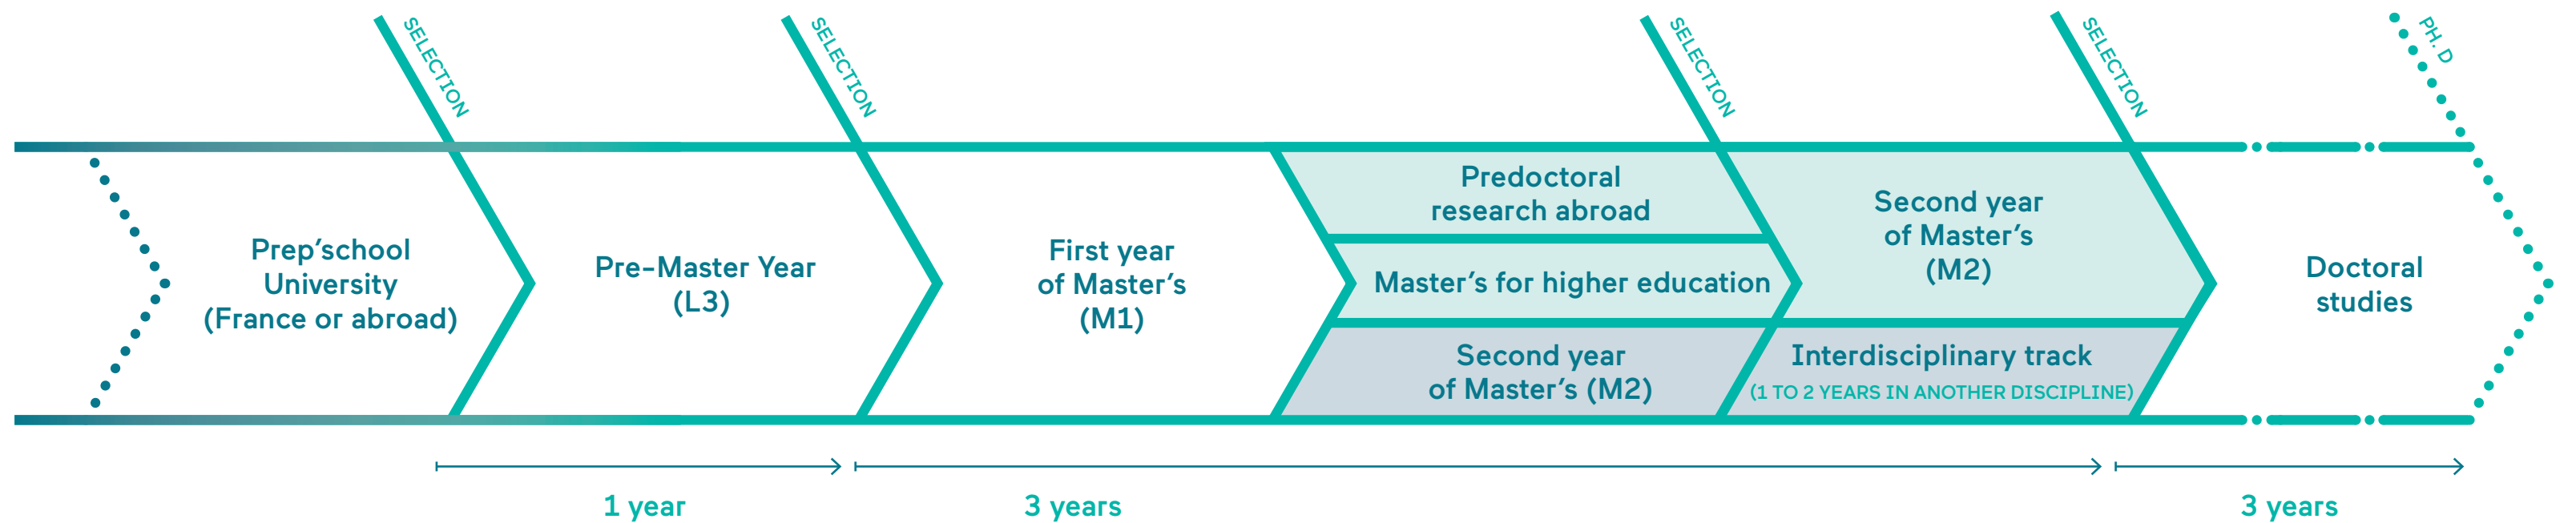 SELECTION
SELECTION
SELECTION
SELECTION
PH. D
Prep’school
University
(France or abroad)
Pre-Master Year
(L3)
First year
of Master’s
(M1)
Predoctoral
research abroad
Master’s for higher education
Second year
of Master’s (M2)
Second year
of Master’s
(M2)
Interdisciplinary track
(1 TO 2 YEARS IN ANOTHER DISCIPLINE)
Doctoral
studies
1 year
3 years
3 years